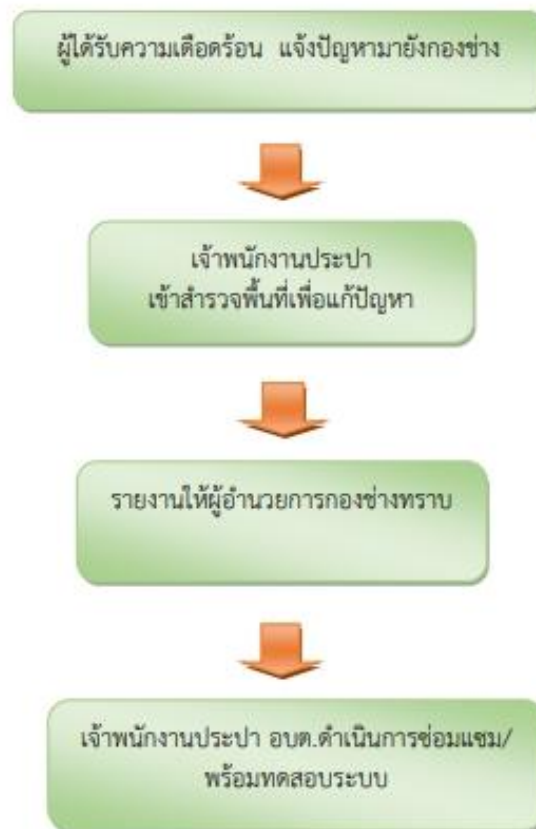 ผู้ได้รับความเดือดร้อน แจ้งปัญหามายังกองช่าง
เจ้าพนักงานประปา
เข้าสำรวจพื้นที่เพื่อแก้ปัญหา
รายงานให้ผู้อำนวยการกองช่างทราบ
เจ้าพนักงานประปา อบต.ดำเนินการซ่อมแซม/
พร้อมทดสอบระบบ